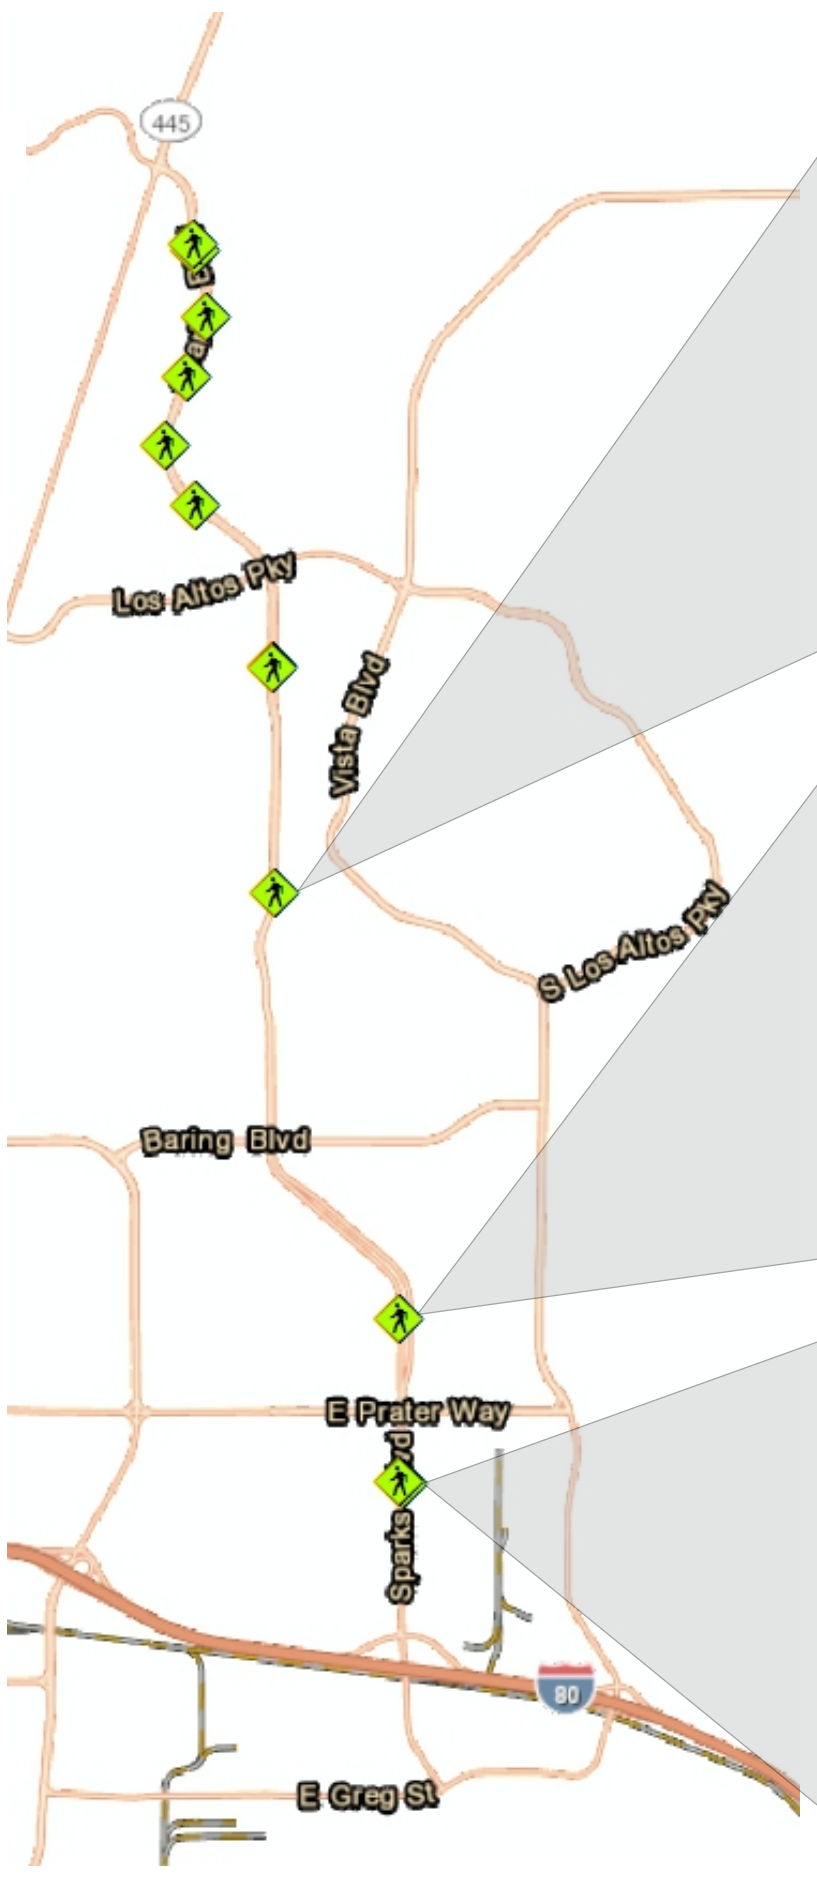 445
Los Altos Pky
Vista Blvd
S Los Altos Pky
Baring Blvd
E Prater Way
Sparks
80
E Greg St